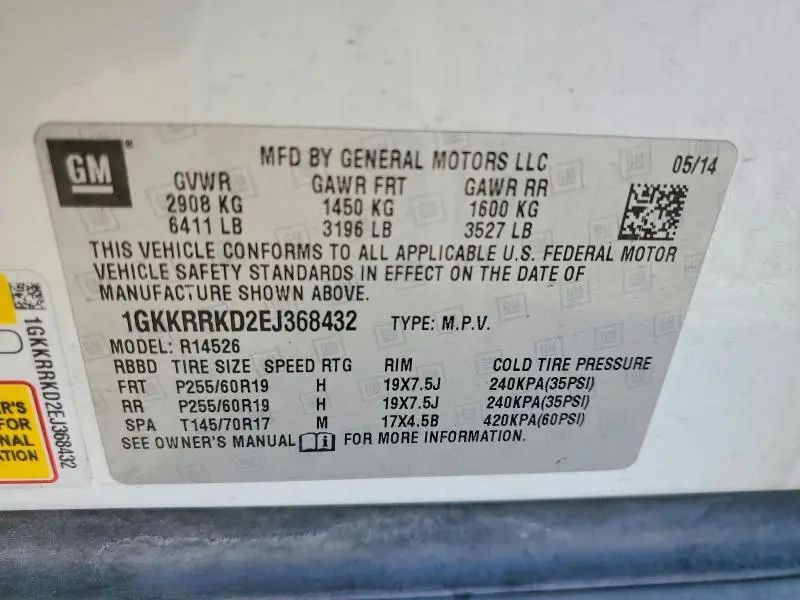 GM
MFD BY GENERAL MOTORS LLC 05/14
GVWR GAWR FRT GAWR RR
2908 KG 1450 KG 1600 KG
6411 LB 3196 LB 3527 LB
THIS VEHICLE CONFORMS TO ALL APPLICABLE U.S. FEDERAL MOTOR
VEHICLE SAFETY STANDARDS IN EFFECT ON THE DATE OF
MANUFACTURE SHOWN ABOVE.
1GKKRRKD2EJ368432 TYPE: M.P.V.
MODEL: R14526
RBBD TIRE SIZE SPEED RTG RIM COLD TIRE PRESSURE
FRT P255/60R19 H 19X7.5J 240KPA(35PSI)
RR P255/60R19 H 19X7.5J 240KPA(35PSI)
SPA T145/70R17 M 17X4.5B 420KPA(60PSI)
SEE OWNER'S MANUAL FOR MORE INFORMATION.
1GKKRRKD2EJ368432
ER'S
FOR
NAL
ATION